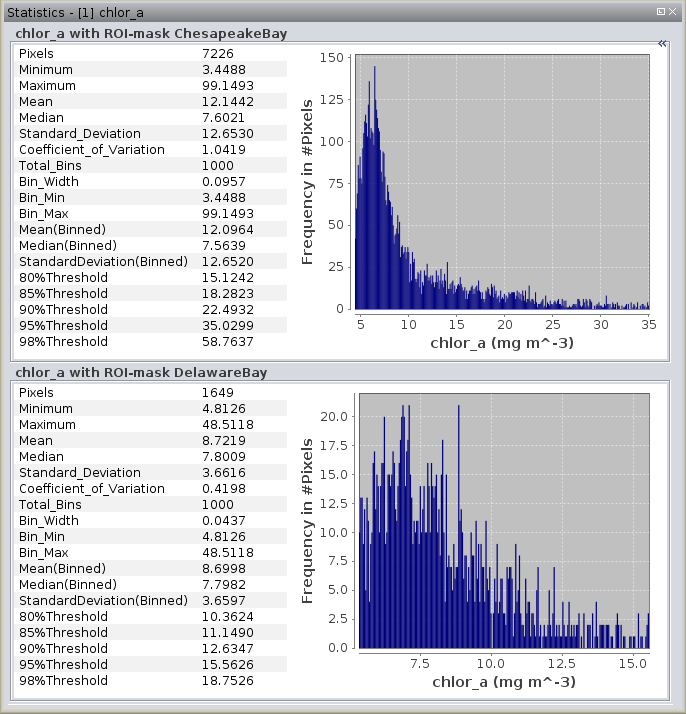 Statistics - [1] chlor_a
chlor_a with ROI-mask ChesapeakeBay
«
Pixels 7226
Minimum 3.4488
Maximum 99.1493
Mean 12.1442
Median 7.6021
Standard_Deviation 12.6530
Coefficient_of_Variation 1.0419
Total_Bins 1000
Bin_Width 0.0957
Bin_Min 3.4488
Bin_Max 99.1493
Mean(Binned) 12.0964
Median(Binned) 7.5639
StandardDeviation(Binned) 12.6520
80%Threshold 15.1242
85%Threshold 18.2823
90%Threshold 22.4932
95%Threshold 35.0299
98%Threshold 58.7637
Frequency in #Pixels
150
125
100
75
50
25
0
5 10 15 20 25 30 35
chlor_a (mg m^-3)
chlor_a with ROI-mask DelawareBay
Pixels 1649
Minimum 4.8126
Maximum 48.5118
Mean 8.7219
Median 7.8009
Standard_Deviation 3.6616
Coefficient_of_Variation 0.4198
Total_Bins 1000
Bin_Width 0.0437
Bin_Min 4.8126
Bin_Max 48.5118
Mean(Binned) 8.6998
Median(Binned) 7.7982
StandardDeviation(Binned) 3.6597
80%Threshold 10.3624
85%Threshold 11.1490
90%Threshold 12.6347
95%Threshold 15.5626
98%Threshold 18.7526
Frequency in #Pixels
20.0
17.5
15.0
12.5
10.0
7.5
5.0
2.5
0.0
7.5 10.0 12.5 15.0
chlor_a (mg m^-3)